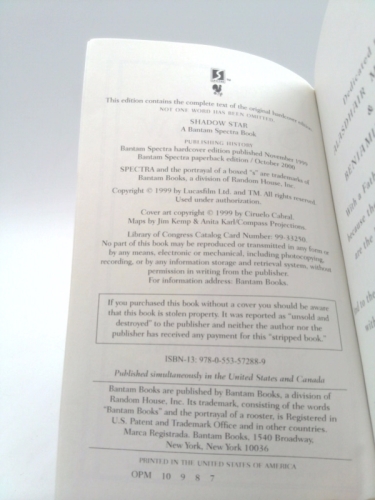 This edition contains the complete text of the original hardcover edition.
NOT ONE WORD HAS BEEN OMITTED.
SHADOW STAR
A Bantam Spectra Book
PUBLISHING HISTORY
Bantam Spectra hardcover edition published November 1999
Bantam Spectra paperback edition / October 2000
SPECTRA and the portrayal of a boxed "s" are trademarks of
Bantam Books, a division of Random House, Inc.
Copyright © 1999 by Lucasfilm Ltd. and TM. All rights reserved.
Used under authorization.
Cover art copyright © 1999 by Ciruelo Cabral.
Maps by Jim Kemp & Anita Karl/Compass Projections.
Library of Congress Catalog Card Number: 99-33250.
No part of this book may be reproduced or transmitted in any form or
by any means, electronic or mechanical, including photocopying,
recording, or by any information storage and retrieval system, without
permission in writing from the publisher.
For information address: Bantam Books.
If you purchased this book without a cover you should be aware
that this book is stolen property. It was reported as "unsold and
destroyed" to the publisher and neither the author nor the
publisher has received any payment for this "stripped book."
ISBN-13: 978-0-553-57288-9
Published simultaneously in the United States and Canada
Bantam Books are published by Bantam Books, a division of
Random House, Inc. Its trademark, consisting of the words
"Bantam Books" and the portrayal of a rooster, is Registered in
U.S. Patent and Trademark Office and in other countries.
Marca Registrada. Bantam Books, 1540 Broadway,
New York, New York 10036
PRINTED IN THE UNITED STATES OF AMERICA
OPM 10 9 8 7
Dedicated
&
with a
because the
are the